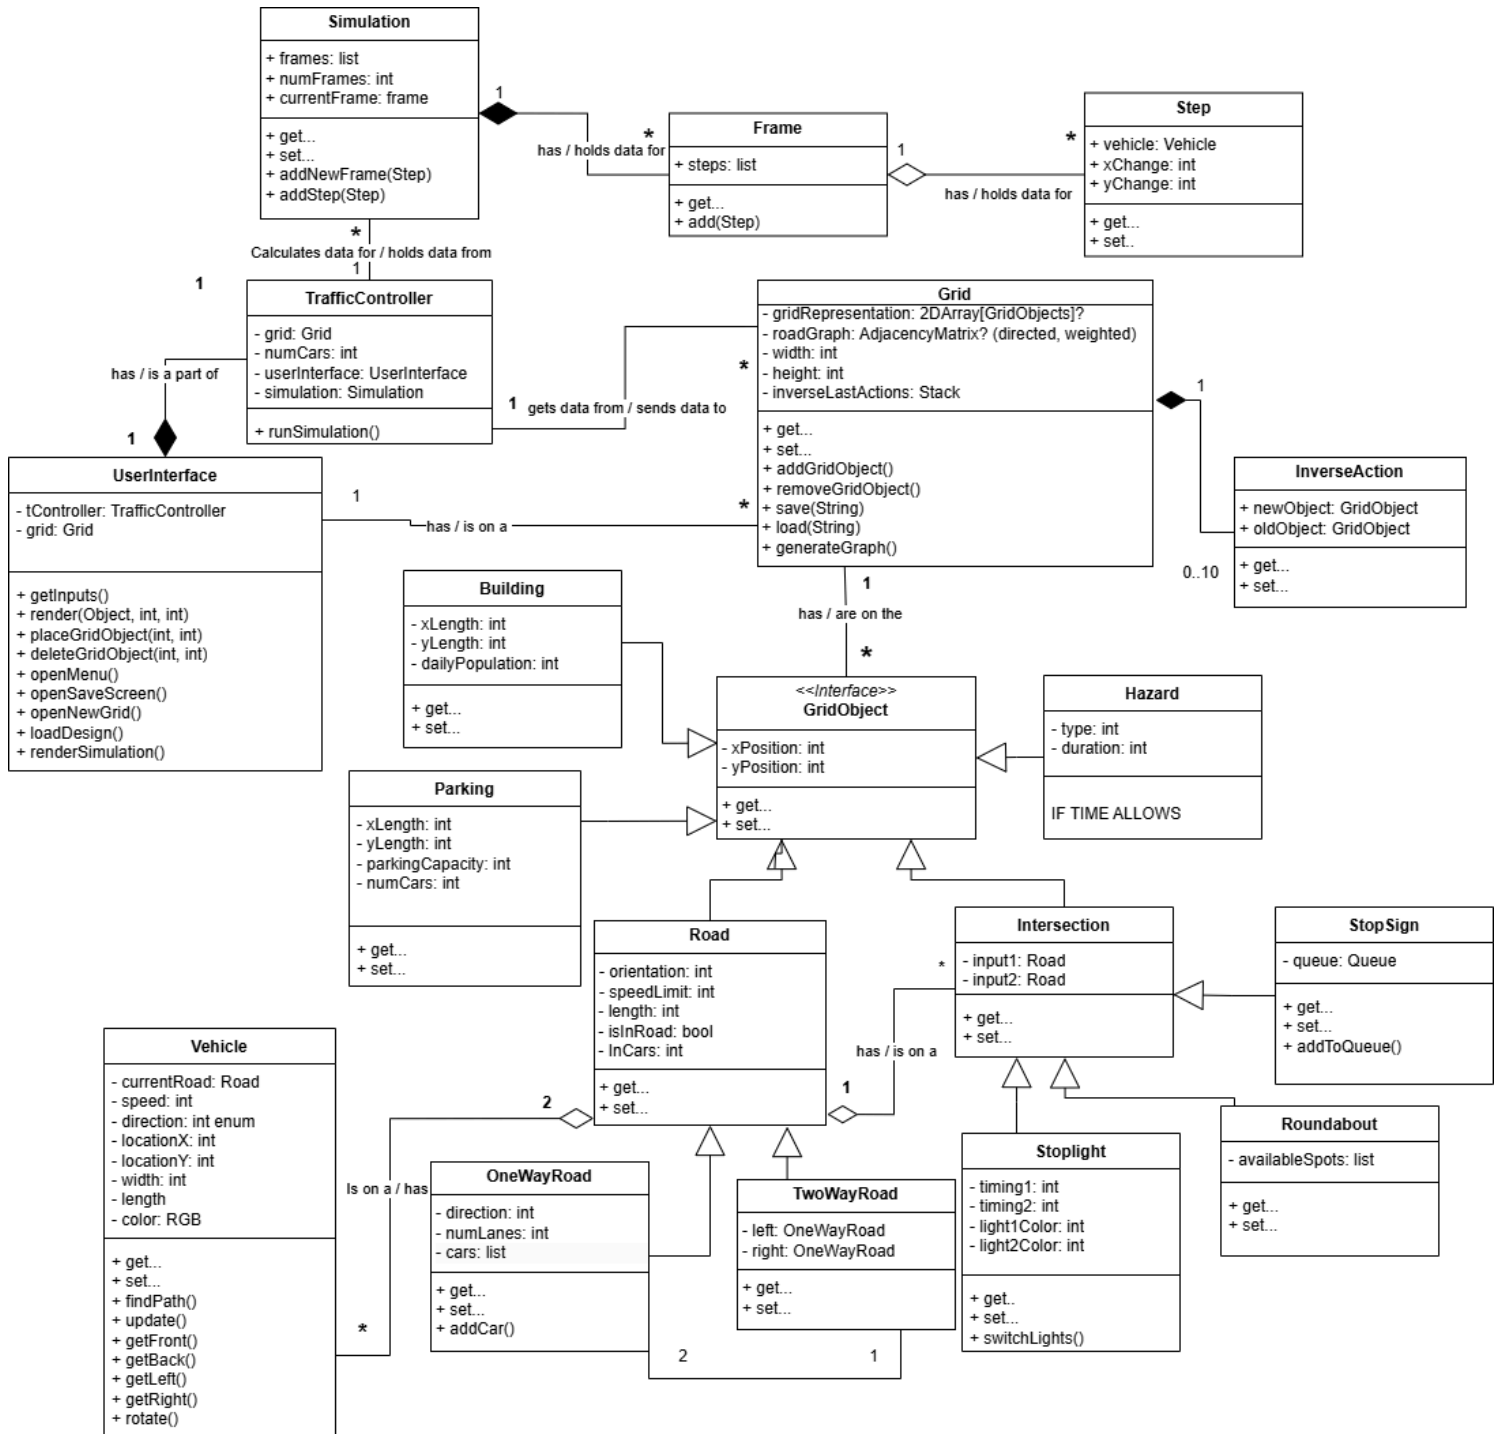 Simulation
+ frames: list
+ numFrames: int
+ currentFrame: frame
+ get...
+ set...
+ addNewFrame(Step)
+ addStep(Step)
1
*
has / holds data for
Frame
+ steps: list
+ get...
+ add(Step)
1
*
has / holds data for
Step
+ vehicle: Vehicle
+ xChange: int
+ yChange: int
+ get...
+ set..
*
Calculates data for / holds data from
1
1
TrafficController
- grid: Grid
- numCars: int
- userInterface: UserInterface
- simulation: Simulation
+ runSimulation()
has / is a part of
1
*
1
gets data from / sends data to
Grid
- gridRepresentation: 2DArray[GridObjects]?
- roadGraph: AdjacencyMatrix? (directed, weighted)
- width: int
- height: int
- inverseLastActions: Stack
+ get...
+ set...
+ addGridObject()
+ removeGridObject()
+ save(String)
+ load(String)
+ generateGraph()
1
0..10
InverseAction
+ newObject: GridObject
+ oldObject: GridObject
+ get...
+ set...
UserInterface
- tController: TrafficController
- grid: Grid
+ getInputs()
+ render(Object, int, int)
+ placeGridObject(int, int)
+ deleteGridObject(int, int)
+ openMenu()
+ openSaveScreen()
+ openNewGrid()
+ loadDesign()
+ renderSimulation()
1
*
has / is on a
1
has / are on the
*
Building
- xLength: int
- yLength: int
- dailyPopulation: int
+ get...
+ set...
<<Interface>>
GridObject
- xPosition: int
- yPosition: int
+ get...
+ set...
Hazard
- type: int
- duration: int
IF TIME ALLOWS
Parking
- xLength: int
- yLength: int
- parkingCapacity: int
- numCars: int
+ get...
+ set...
Road
- orientation: int
- speedLimit: int
- length: int
- isInRoad: bool
- InCars: int
+ get...
+ set...
*
has / is on a
1
Intersection
- input1: Road
- input2: Road
+ get...
+ set...
StopSign
- queue: Queue
+ get...
+ set...
+ addToQueue()
Vehicle
- currentRoad: Road
- speed: int
- direction: int enum
- locationX: int
- locationY: int
- width: int
- length
- color: RGB
+ get...
+ set...
+ findPath()
+ update()
+ getFront()
+ getBack()
+ getLeft()
+ getRight()
+ rotate()
2
Is on a / has
*
OneWayRoad
- direction: int
- numLanes: int
- cars: list
+ get...
+ set...
+ addCar()
TwoWayRoad
- left: OneWayRoad
- right: OneWayRoad
+ get...
+ set...
2
1
Stoplight
- timing1: int
- timing2: int
- light1Color: int
- light2Color: int
+ get..
+ set...
+ switchLights()
Roundabout
- availableSpots: list
+ get...
+ set...